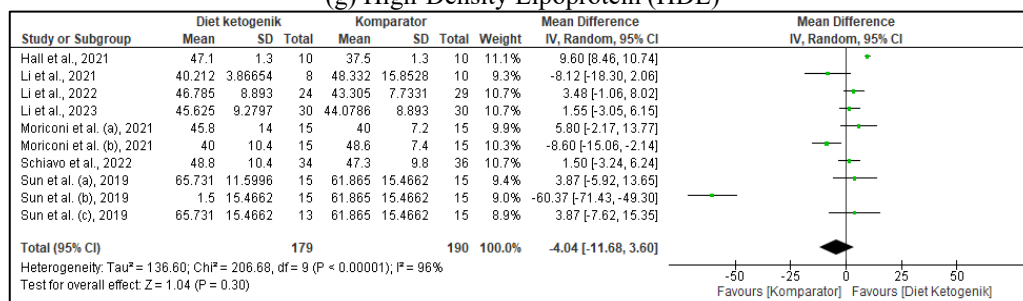 (g) High-Density Lipoprotein (HDL)
Diet ketogenik Komparator Mean Difference Mean Difference
Study or Subgroup Mean SD Total Mean SD Total Weight IV, Random, 95% CI IV, Random, 95% CI
Hall et al., 2021 47.1 1.3 10 37.5 1.3 10 11.1% 9.60 [8.46, 10.74]
Li et al., 2021 40.212 3.86654 8 48.332 15.8528 10 9.3% -8.12 [-18.30, 2.06]
Li et al., 2022 46.785 8.893 24 43.305 7.7331 29 10.7% 3.48 [-1.06, 8.02]
Li et al., 2023 45.625 9.2797 30 44.0786 8.893 30 10.7% 1.55 [-3.05, 6.15]
Moriconi et al. (a), 2021 45.8 14 15 40 7.2 15 9.9% 5.80 [-2.17, 13.77]
Moriconi et al. (b), 2021 40 10.4 15 48.6 7.4 15 10.3% -8.60 [-15.06, -2.14]
Schiavo et al., 2022 48.8 10.4 34 47.3 9.8 36 10.7% 1.50 [-3.24, 6.24]
Sun et al. (a), 2019 65.731 11.5996 15 61.865 15.4662 15 9.4% 3.87 [-5.92, 13.65]
Sun et al. (b), 2019 1.5 15.4662 15 61.865 15.4662 15 9.0% -60.37 [-71.43, -49.30]
Sun et al. (c), 2019 65.731 15.4662 13 61.865 15.4662 15 8.9% 3.87 [-7.62, 15.35]
Total (95% CI) 179 190 100.0% -4.04 [-11.68, 3.60]
Heterogeneity: Tau² = 136.60; Chi² = 206.68, df = 9 (P < 0.00001); I² = 96%
Test for overall effect: Z = 1.04 (P = 0.30)
-50 -25 0 25 50
Favours [Komparator] Favours [Diet Ketogenik]